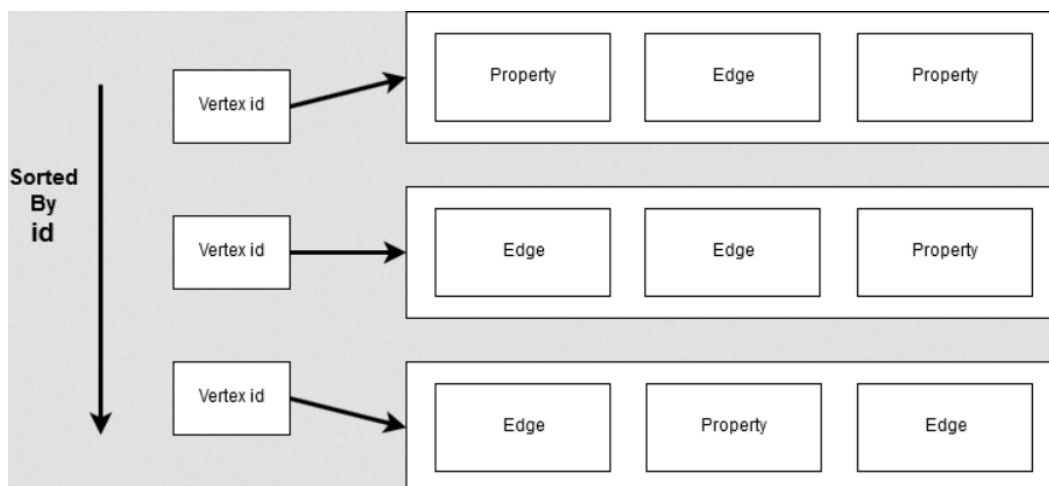 Property Edge Property
Vertex id
Sorted
By
id
Vertex id
Edge Edge Property
Vertex id
Edge Property Edge